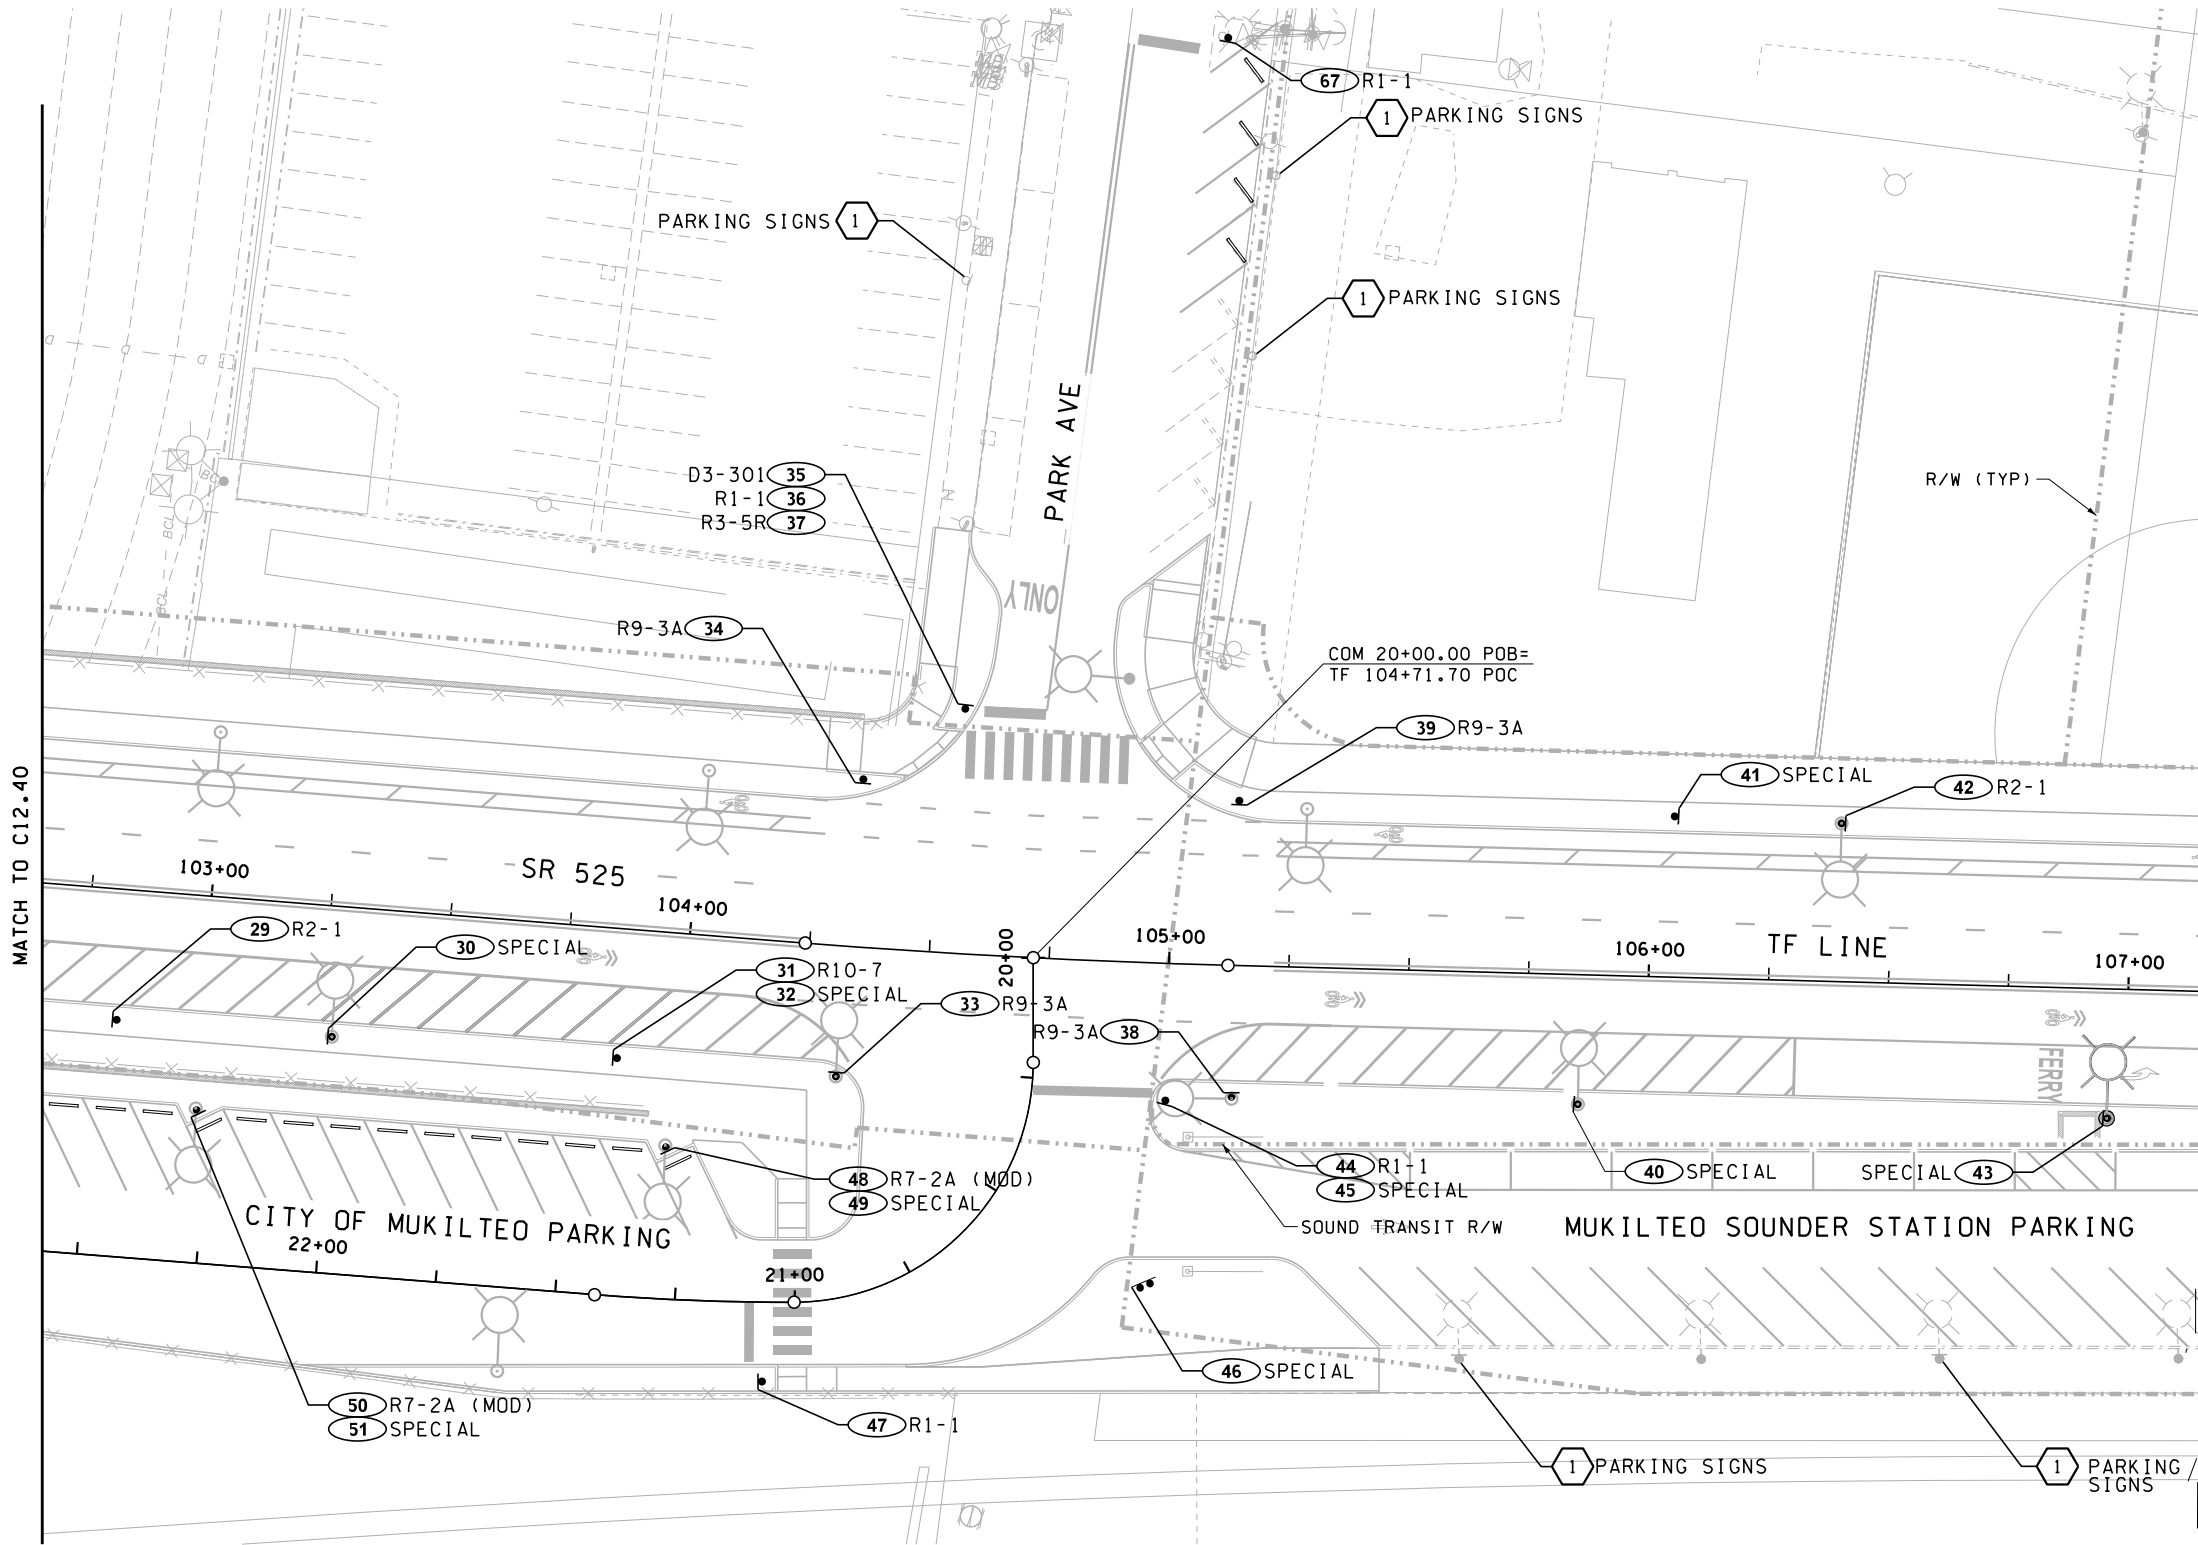 67 R1-1
1 PARKING SIGNS
PARKING SIGNS 1
1 PARKING SIGNS
PARK AVE
D3-301 35
R1-1 36
R3-5R 37
R/W (TYP)
ONLY
BCL
BCL
R9-3A 34
COM 20+00.00 POB=
TF 104+71.70 POC
39 R9-3A
41 SPECIAL
42 R2-1
MATCH TO C12.40
103+00
SR 525
104+00
20+00
105+00
106+00
TF LINE
107+00
29 R2-1
30 SPECIAL
31 R10-7
32 SPECIAL
33 R9-3A
R9-3A 38
FERRY
44 R1-1
45 SPECIAL
40 SPECIAL
SPECIAL 43
48 R7-2A (MOD)
49 SPECIAL
SOUND TRANSIT R/W
MUKILTEO SOUNDER STATION PARKING
CITY OF MUKILTEO PARKING
22+00
21+00
46 SPECIAL
50 R7-2A (MOD)
51 SPECIAL
47 R1-1
1 PARKING SIGNS
1 PARKING
SIGNS